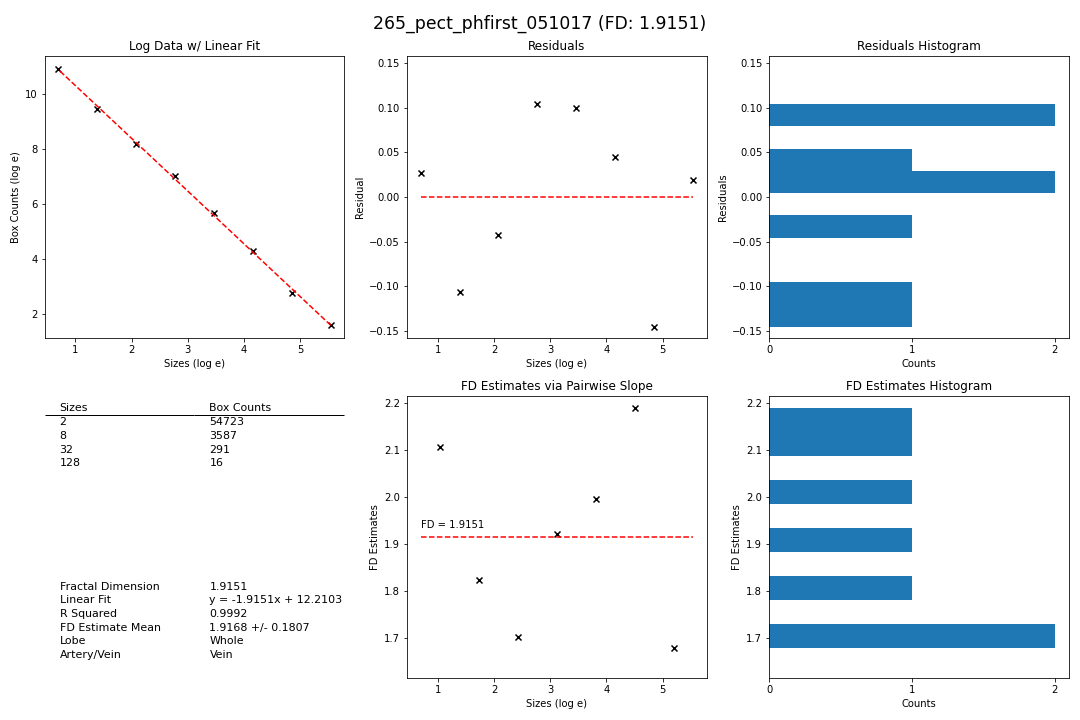 265_pect_phfirst_051017 (FD: 1.9151)
Log Data w/ Linear Fit
Box Counts (log e)
10
8
6
4
2
1 2 3 4 5
Sizes (log e)
Residuals
Residual
0.15
0.10
0.05
0.00
−0.05
−0.10
−0.15
1 2 3 4 5
Sizes (log e)
Residuals Histogram
Residuals
0.15
0.10
0.05
0.00
−0.05
−0.10
−0.15
0 1 2
Counts
Sizes Box Counts
2 54723
8 3587
32 291
128 16
Fractal Dimension 1.9151
Linear Fit y = -1.9151x + 12.2103
R Squared 0.9992
FD Estimate Mean 1.9168 +/- 0.1807
Lobe Whole
Artery/Vein Vein
FD Estimates via Pairwise Slope
FD Estimates
2.2
2.1
2.0
1.9
1.8
1.7
FD = 1.9151
1 2 3 4 5
Sizes (log e)
FD Estimates Histogram
FD Estimates
2.2
2.1
2.0
1.9
1.8
1.7
0 1 2
Counts